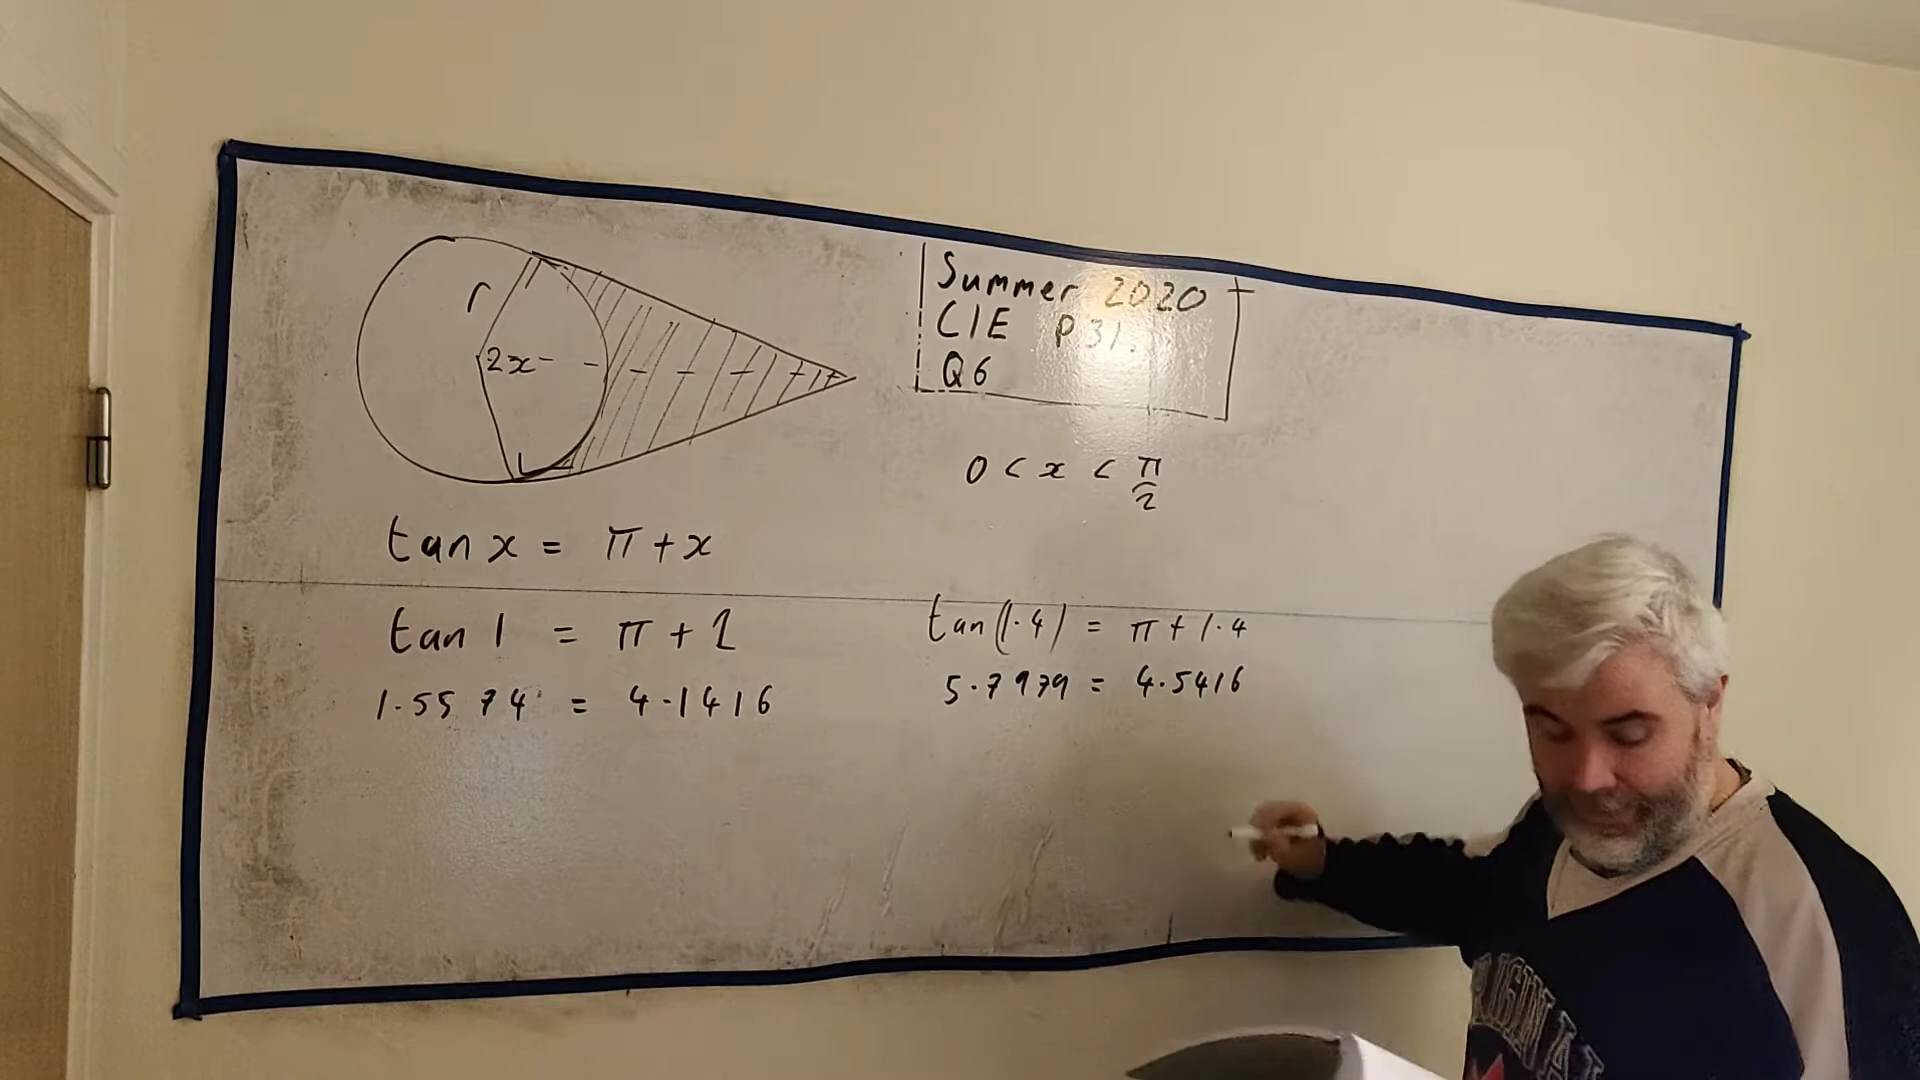 r
2x
Summer 2020
CIE P31.
Q6
0 < x < π/2
tan x = π + x
tan 1 = π + 1
1.5574 = 4.1416
tan(1.4) = π + 1.4
5.7979 = 4.5416